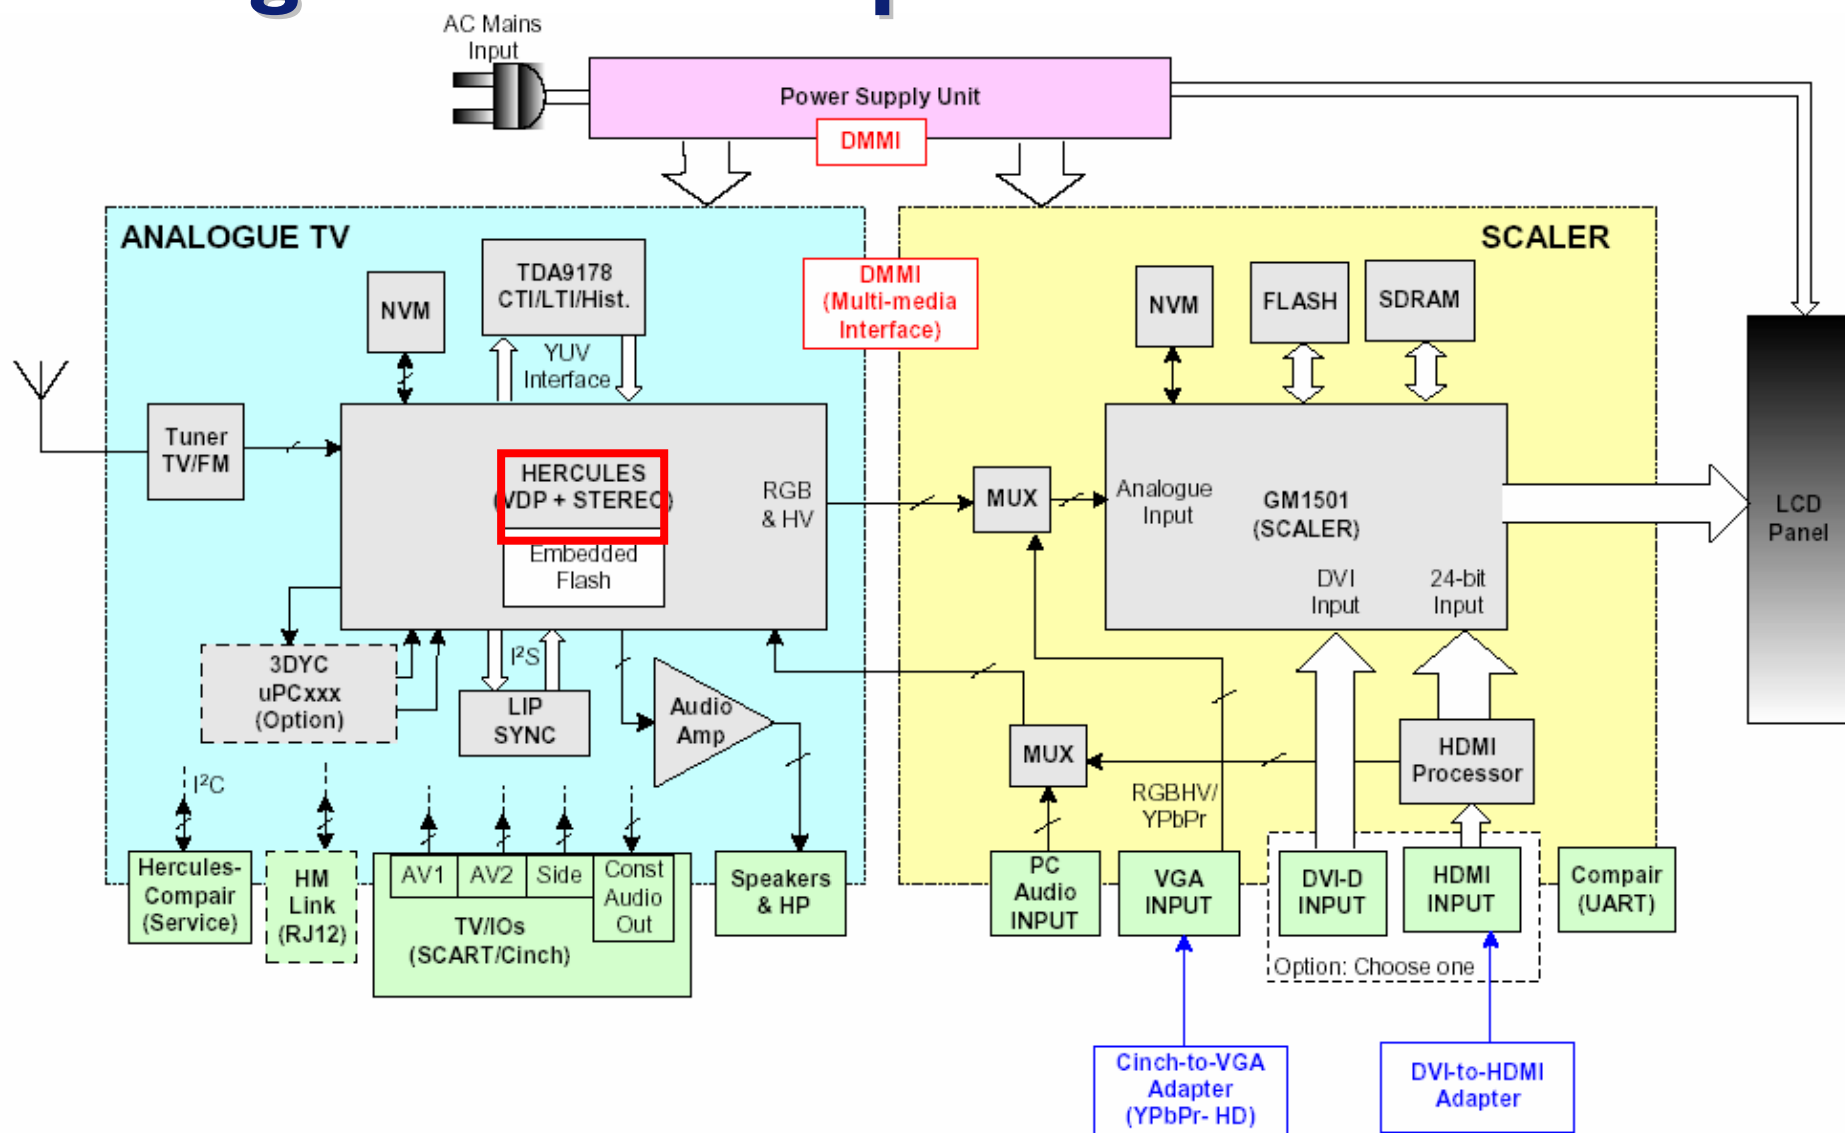 AC Mains
Input
Power Supply Unit
DMMI
ANALOGUE TV
SCALER
TDA9178
CTI/LTI/Hist.
NVM
DMMI
(Multi-media
Interface)
NVM
FLASH
SDRAM
YUV
Interface
Tuner
TV/FM
HERCULES
(VDP + STEREO)
Embedded
Flash
RGB
& HV
MUX
Analogue
Input
GM1501
(SCALER)
DVI
Input
24-bit
Input
LCD
Panel
3DYC
uPCxxx
(Option)
I²S
LIP
SYNC
Audio
Amp
MUX
HDMI
Processor
I²C
RGBHV/
YPbPr
Hercules-
Compair
(Service)
HM
Link
(RJ12)
AV1
AV2
Side
Const
Audio
Out
TV/IOs
(SCART/Cinch)
Speakers
& HP
PC
Audio
INPUT
VGA
INPUT
DVI-D
INPUT
HDMI
INPUT
Compair
(UART)
Option: Choose one
Cinch-to-VGA
Adapter
(YPbPr- HD)
DVI-to-HDMI
Adapter